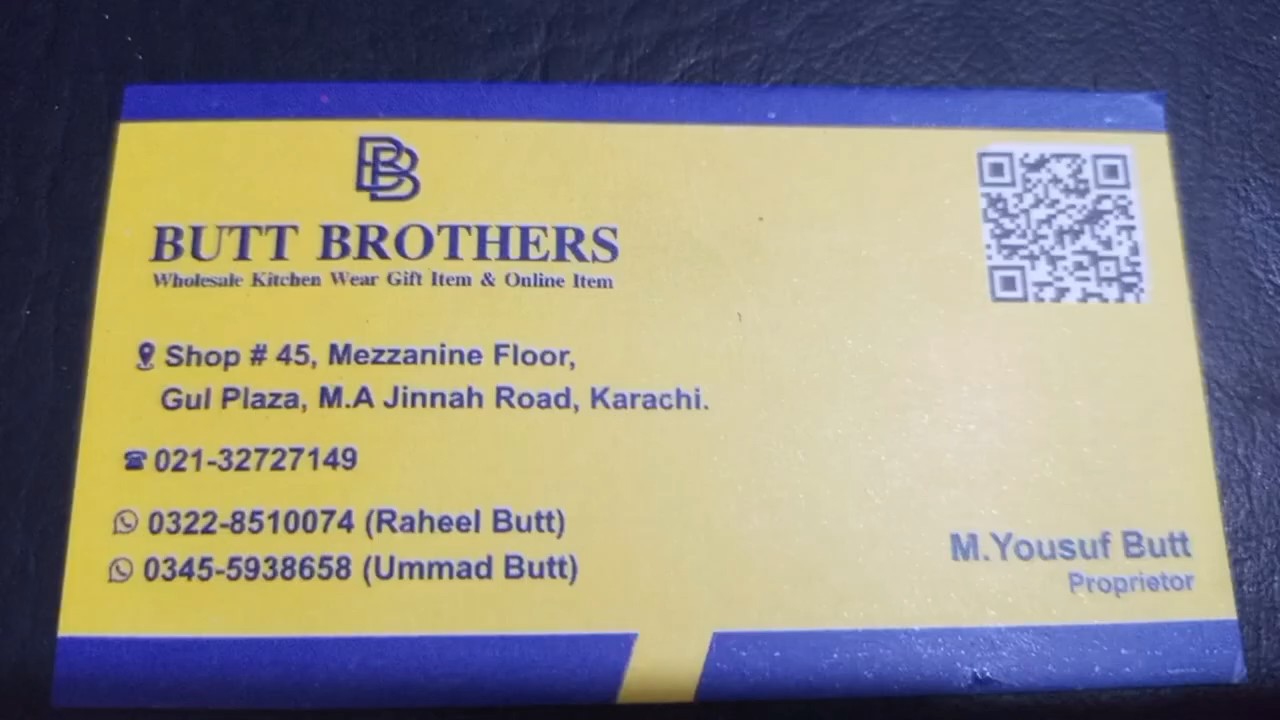 BB
BUTT BROTHERS
Wholesale Kitchen Wear Gift Item & Online Item
Shop # 45, Mezzanine Floor,
Gul Plaza, M.A Jinnah Road, Karachi.
021-32727149
0322-8510074 (Raheel Butt)
0345-5938658 (Ummad Butt)
M.Yousuf Butt
Proprietor